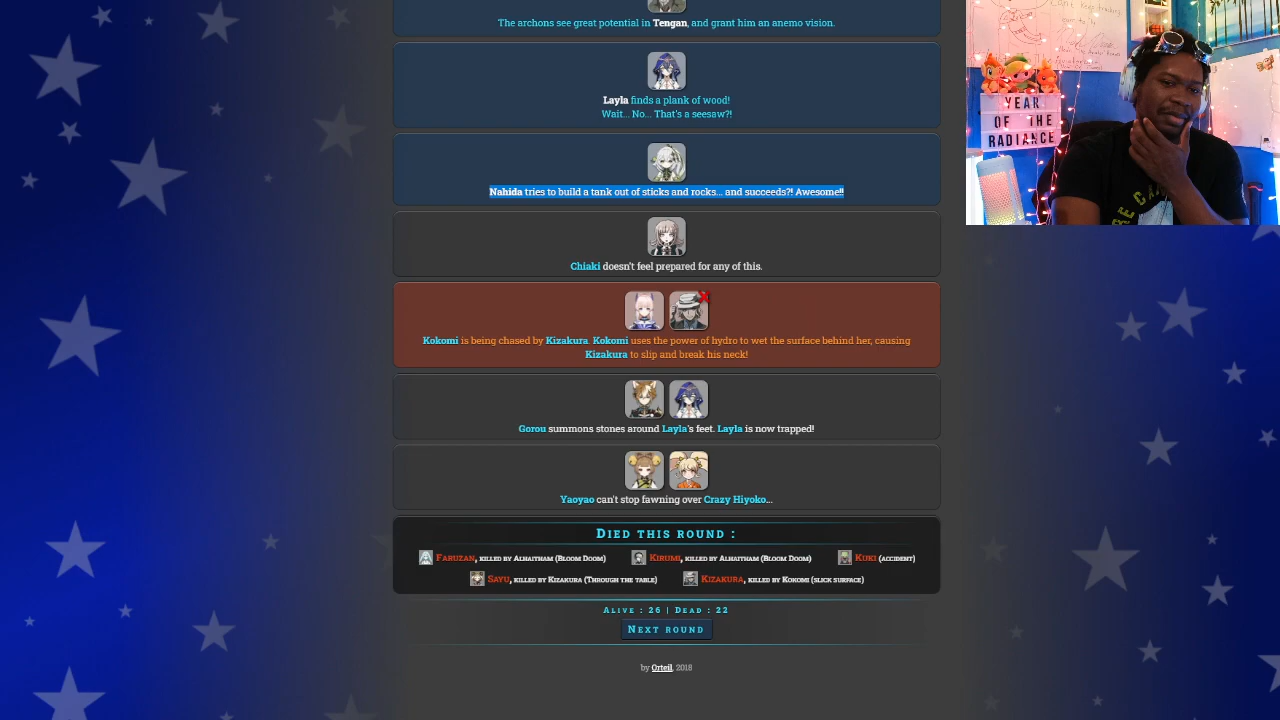 The archons see great potential in Tengan, and grant him an anemo vision.
Layla finds a plank of wood!
Wait... No... That's a seesaw?!
Nahida tries to build a tank out of sticks and rocks... and succeeds?! Awesome!!
Chiaki doesn't feel prepared for any of this.
Kokomi is being chased by Kizakura. Kokomi uses the power of hydro to wet the surface behind her, causing
Kizakura to slip and break his neck!
Gorou summons stones around Layla's feet. Layla is now trapped!
Yaoyao can't stop fawning over Crazy Hiyoko...
Died this round :
Faruzan, killed by Alhaitham (Bloom Doom) Kirumi, killed by Alhaitham (Bloom Doom) Kuki (accident)
Sayu, killed by Kizakura (Through the table) Kizakura, killed by Kokomi (slick surface)
Alive : 26 | Dead : 22
Next round
by Orteil, 2018
YEAR
OF THE
RADIANCE